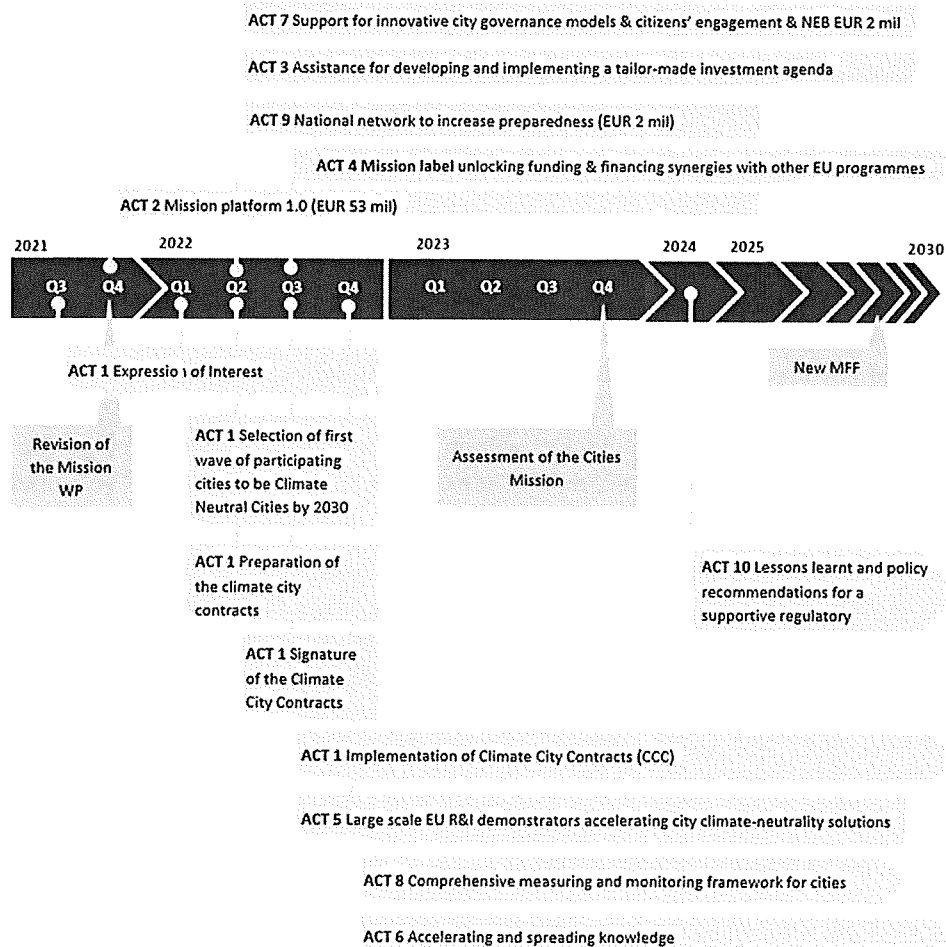 ACT 7 Support for innovative city governance models & citizens' engagement & NEB EUR 2 mil
ACT 3 Assistance for developing and implementing a tailor-made investment agenda
ACT 9 National network to increase preparedness (EUR 2 mil)
ACT 4 Mission label unlocking funding & financing synergies with other EU programmes
ACT 2 Mission platform 1.0 (EUR 53 mil)
2021 2022 2023 2024 2025 2030
Q3 Q4 Q1 Q2 Q3 Q4 Q1 Q2 Q3 Q4
ACT 1 Expression of Interest
New MFF
Revision of
the Mission
WP
ACT 1 Selection of first
wave of participating
cities to be Climate
Neutral Cities by 2030
Assessment of the Cities
Mission
ACT 1 Preparation of
the climate city
contracts
ACT 10 Lessons learnt and policy
recommendations for a
supportive regulatory
ACT 1 Signature
of the Climate
City Contracts
ACT 1 Implementation of Climate City Contracts (CCC)
ACT 5 Large scale EU R&I demonstrators accelerating city climate-neutrality solutions
ACT 8 Comprehensive measuring and monitoring framework for cities
ACT 6 Accelerating and spreading knowledge